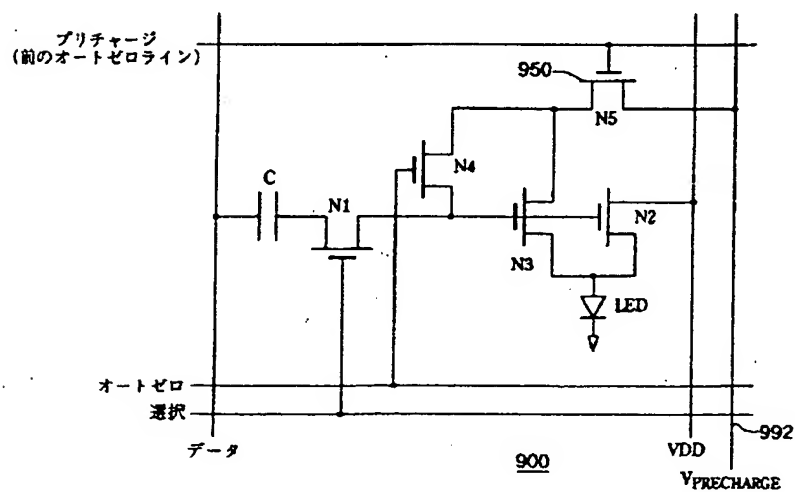 プリチャージ
(前のオートゼロライン)
950
N5
N4
C
N1
N2
N3
LED
オートゼロ
選択
データ
900
VDD
992
VPRECHARGE